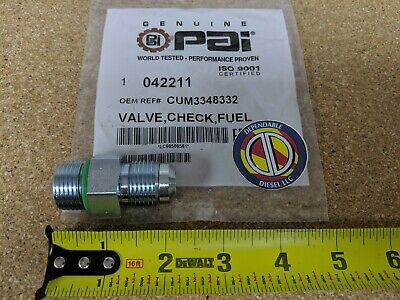 GENUINE
PAI
WORLD TESTED • PERFORMANCE PROVEN
ISO 9001
CERTIFIED
1 042211
OEM REF# CUM3348332
VALVE,CHECK,FUEL
DEPENDABLE
DIESEL LLC
1 2 3 4 5 6
16ft DEWALT